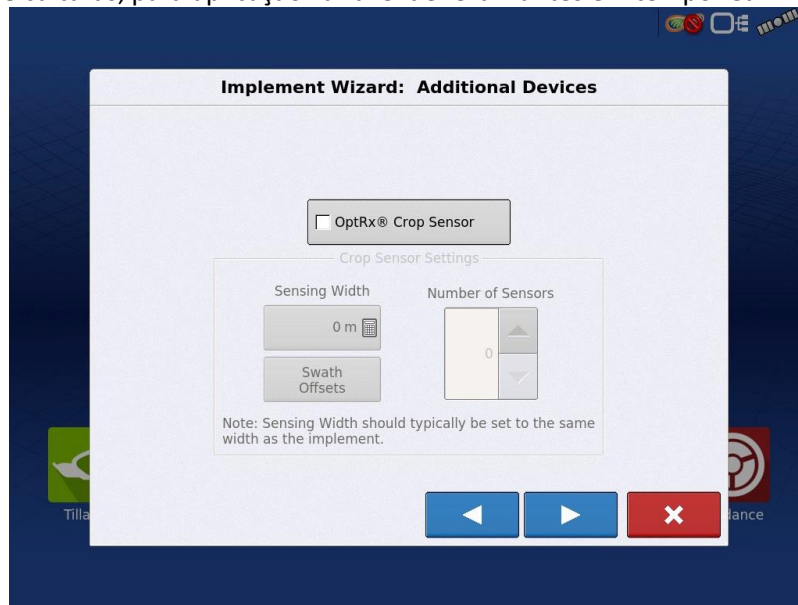 Implement Wizard: Additional Devices
OptRx® Crop Sensor
Crop Sensor Settings
Sensing Width
Number of Sensors
0 m
0
Swath
Offsets
Note: Sensing Width should typically be set to the same
width as the implement.
Tilla
dance